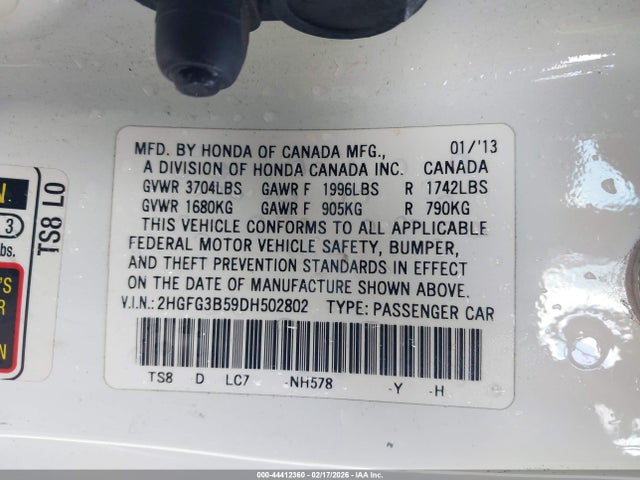 MFD. BY HONDA OF CANADA MFG., 01/'13
A DIVISION OF HONDA CANADA INC. CANADA
GVWR 3704LBS GAWR F 1996LBS R 1742LBS
GVWR 1680KG GAWR F 905KG R 790KG
THIS VEHICLE CONFORMS TO ALL APPLICABLE
FEDERAL MOTOR VEHICLE SAFETY, BUMPER,
AND THEFT PREVENTION STANDARDS IN EFFECT
ON THE DATE OF MANUFACTURE SHOWN ABOVE.
V.I.N.: 2HGFG3B59DH502802 TYPE: PASSENGER CAR
TS8 D LC7 -NH578 -Y -H
TS8 L0
N
3
bs.
'S
R
N
000-44412360 - 02/17/2026 - IAA Inc.